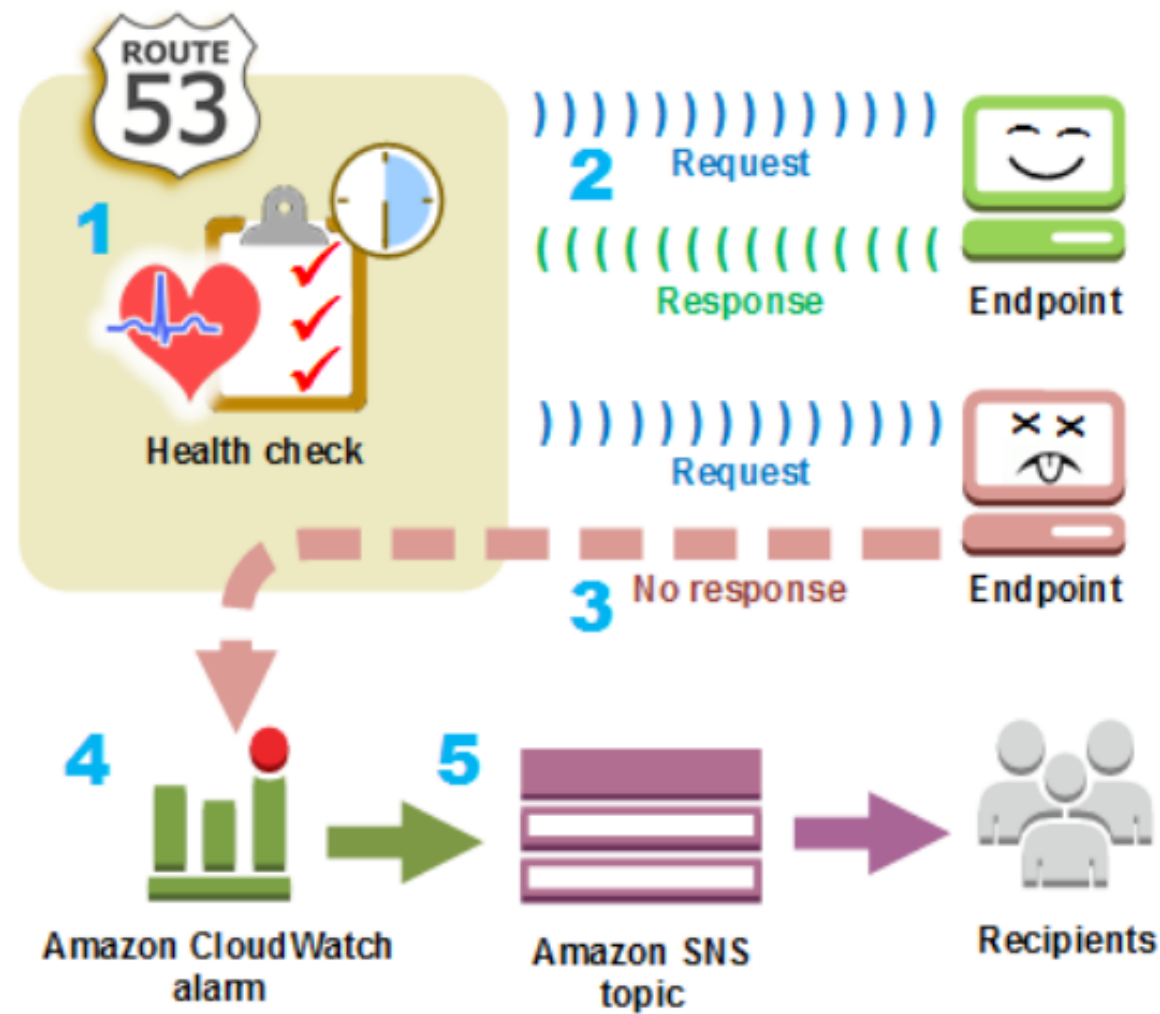 ROUTE
53
1
Health check
2
Request
Response
Endpoint
Request
3
No response
Endpoint
4
Amazon CloudWatch
alarm
5
Amazon SNS
topic
Recipients